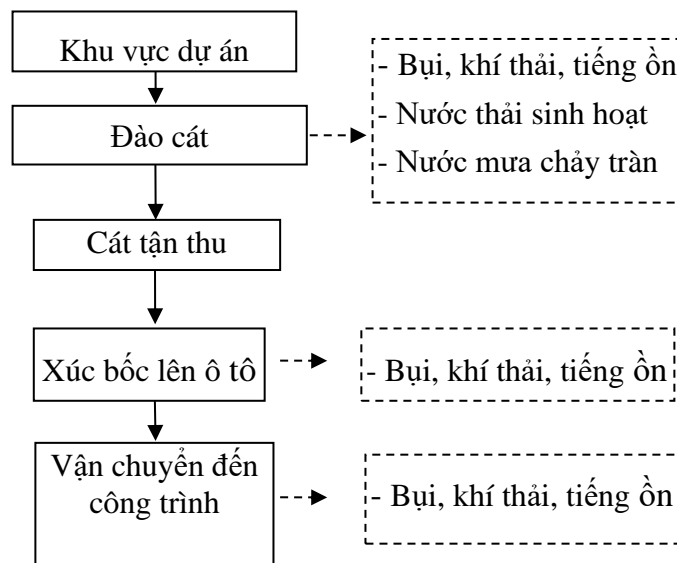 Khu vực dự án
- Bụi, khí thải, tiếng ồn
- Nước thải sinh hoạt
- Nước mưa chảy tràn
Đào cát
Cát tận thu
Xúc bốc lên ô tô
- Bụi, khí thải, tiếng ồn
Vận chuyển đến
công trình
- Bụi, khí thải, tiếng ồn